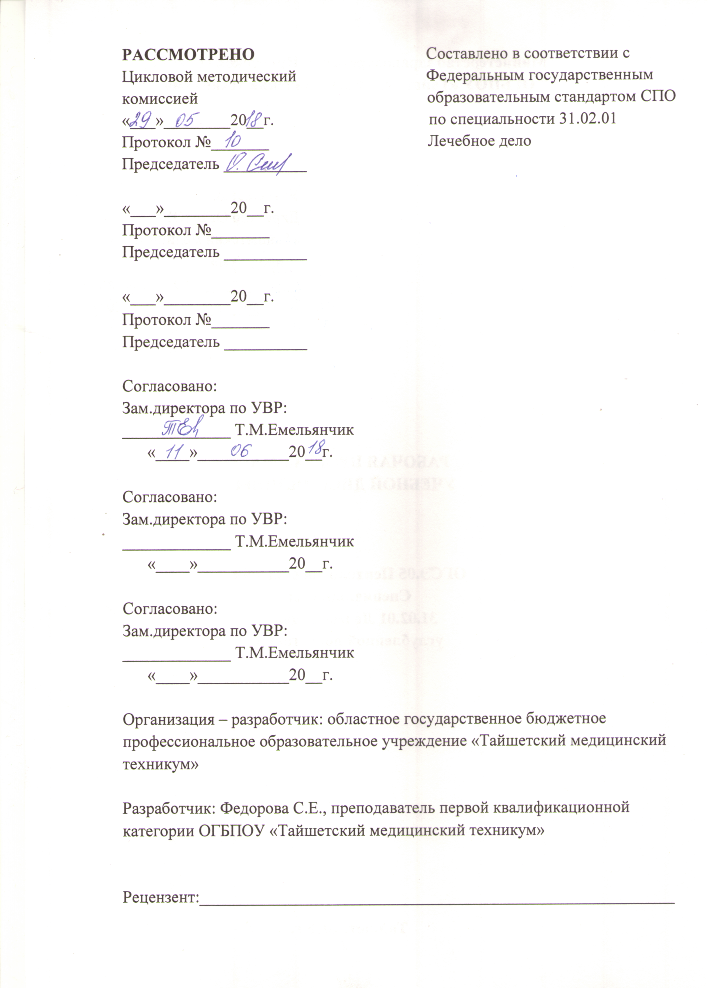 РАССМОТРЕНО
Цикловой методический
комиссией
«29» 05 2018г.
Протокол № 10
Председатель
Составлено в соответствии с
Федеральным государственным
образовательным стандартом СПО
по специальности 31.02.01
Лечебное дело
«___»________20__г.
Протокол №_______
Председатель __________
«___»________20__г.
Протокол №_______
Председатель __________
Согласовано:
Зам.директора по УВР:
_____________ Т.М.Емельянчик
«11» 06 2018г.
Согласовано:
Зам.директора по УВР:
_____________ Т.М.Емельянчик
«____»___________20__г.
Согласовано:
Зам.директора по УВР:
_____________ Т.М.Емельянчик
«____»___________20__г.
Организация – разработчик: областное государственное бюджетное
профессиональное образовательное учреждение «Тайшетский медицинский
техникум»
Разработчик: Федорова С.Е., преподаватель первой квалификационной
категории ОГБПОУ «Тайшетский медицинский техникум»
Рецензент:_________________________________________________________